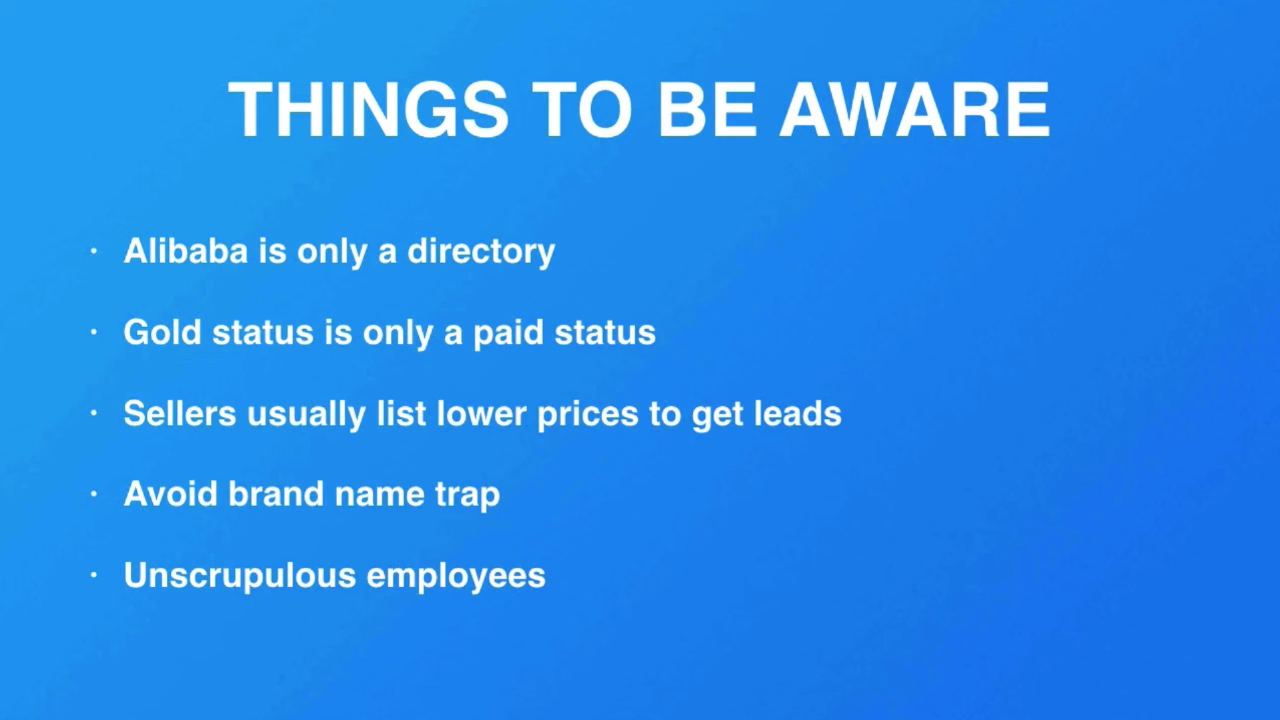 THINGS TO BE AWARE
· Alibaba is only a directory
· Gold status is only a paid status
· Sellers usually list lower prices to get leads
· Avoid brand name trap
· Unscrupulous employees